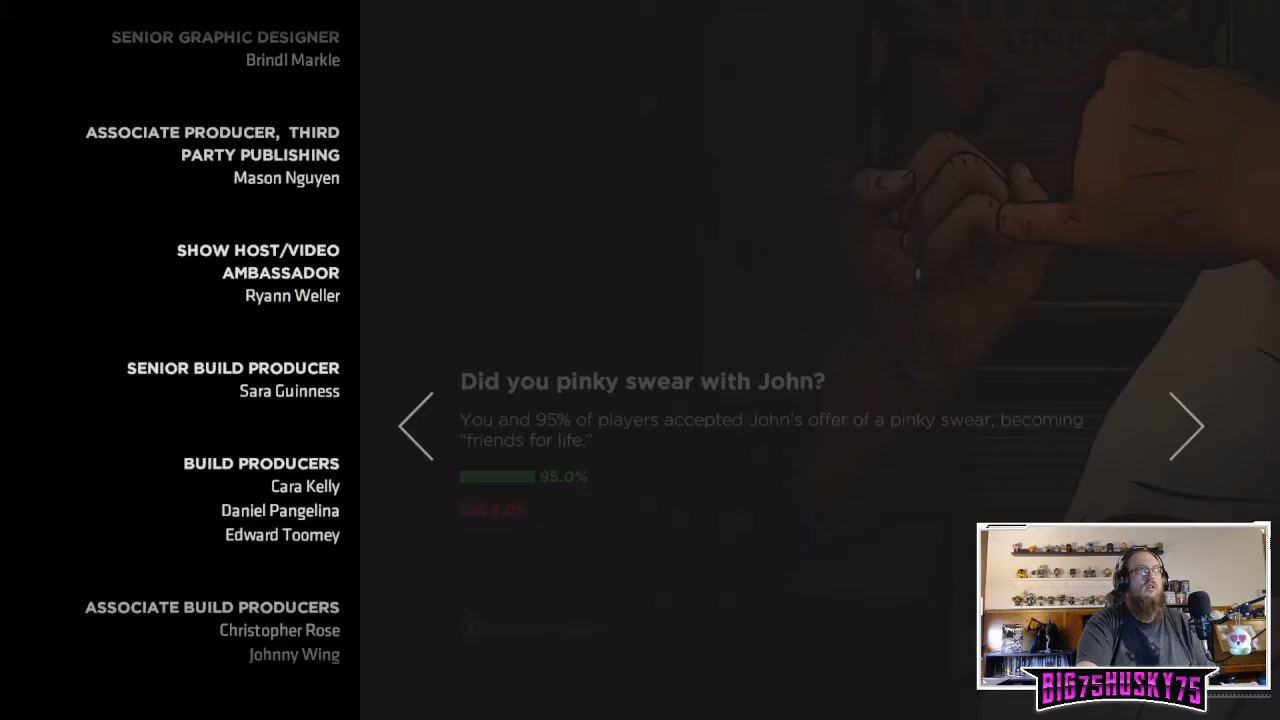 SENIOR GRAPHIC DESIGNER
Brindl Markle
ASSOCIATE PRODUCER, THIRD
PARTY PUBLISHING
Mason Nguyen
SHOW HOST/VIDEO
AMBASSADOR
Ryann Weller
SENIOR BUILD PRODUCER
Sara Guinness
BUILD PRODUCERS
Cara Kelly
Daniel Pangelina
Edward Toomey
ASSOCIATE BUILD PRODUCERS
Christopher Rose
Johnny Wing
Did you pinky swear with John?
You and 95% of players accepted John's offer of a pinky swear, becoming
"friends for life."
95.0%
BIG75HUSKY75